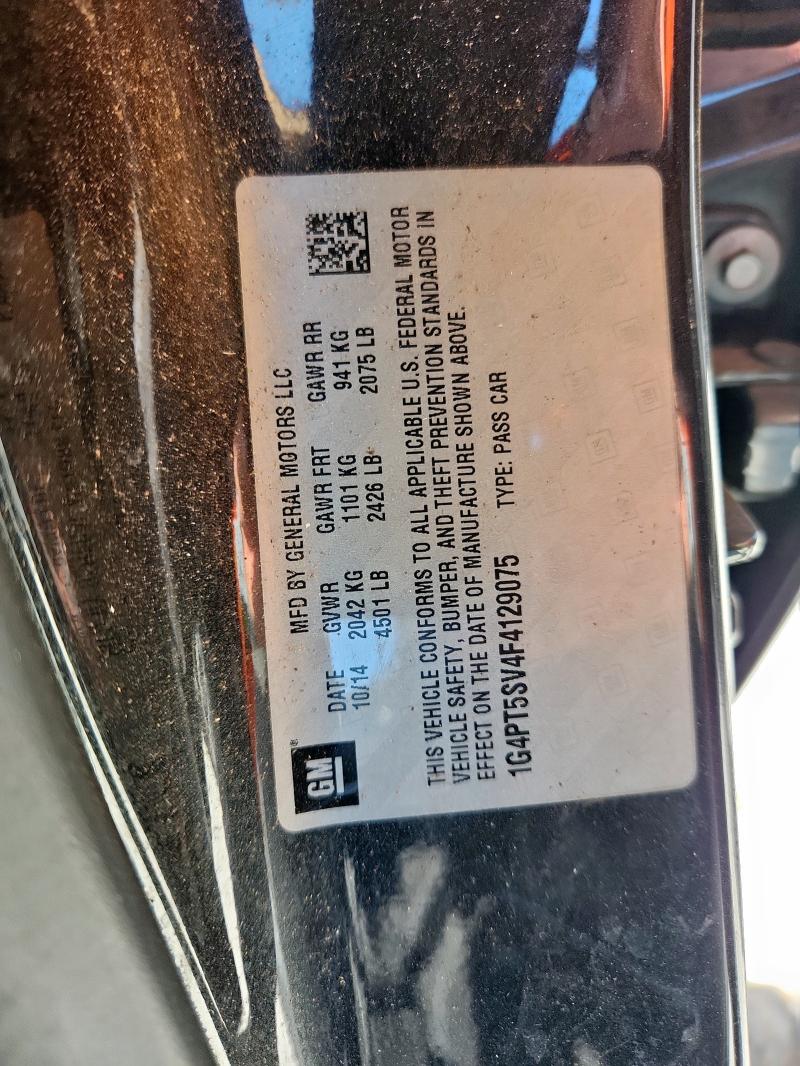 GM®
MFD BY GENERAL MOTORS LLC
DATE GVWR GAWR FRT GAWR RR
10/14 2042 KG 1101 KG 941 KG
4501 LB 2426 LB 2075 LB
THIS VEHICLE CONFORMS TO ALL APPLICABLE U.S. FEDERAL MOTOR
VEHICLE SAFETY, BUMPER, AND THEFT PREVENTION STANDARDS IN
EFFECT ON THE DATE OF MANUFACTURE SHOWN ABOVE.
1G4PT5SV4F4129075 TYPE: PASS CAR